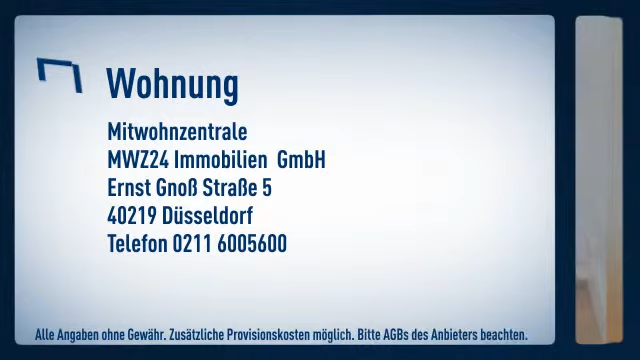 Wohnung
Mitwohnzentrale
MWZ24 Immobilien GmbH
Ernst Gnoß Straße 5
40219 Düsseldorf
Telefon 0211 6005600
Alle Angaben ohne Gewähr. Zusätzliche Provisionskosten möglich. Bitte AGBs des Anbieters beachten.